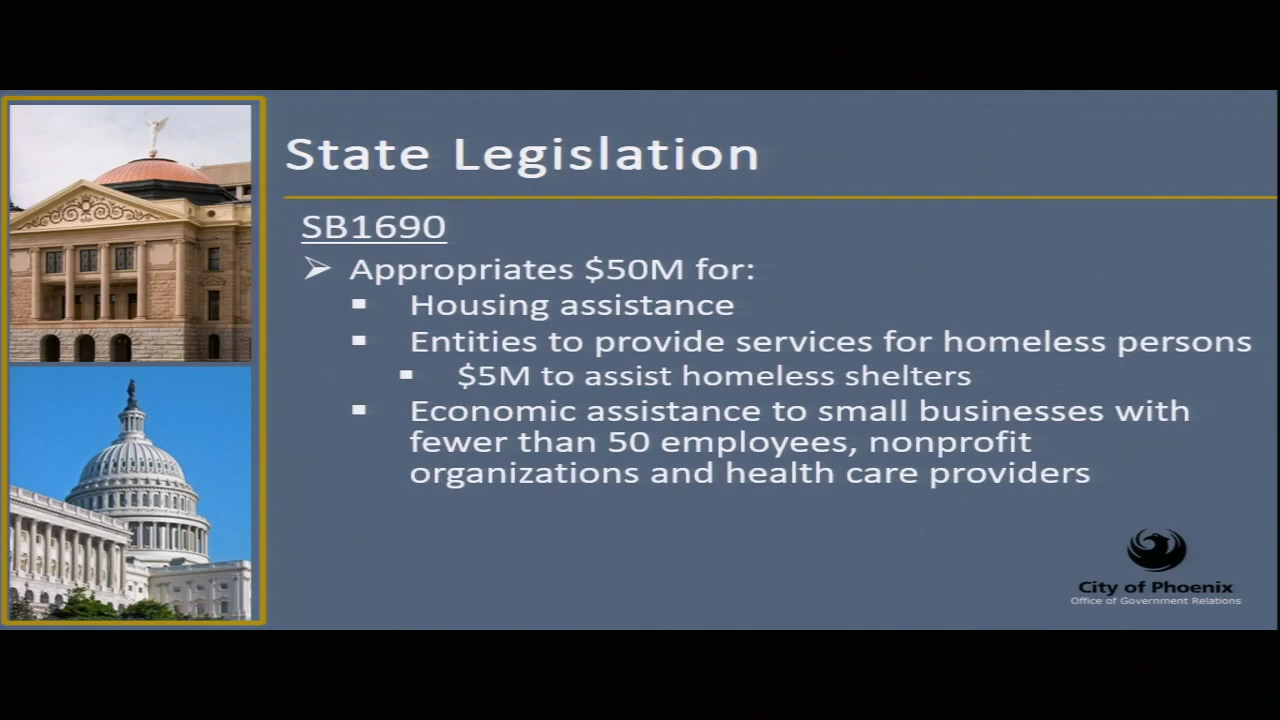 State Legislation
SB1690
➢ Appropriates $50M for:
▪ Housing assistance
▪ Entities to provide services for homeless persons
▪ $5M to assist homeless shelters
▪ Economic assistance to small businesses with
fewer than 50 employees, nonprofit
organizations and health care providers
City of Phoenix
Office of Government Relations